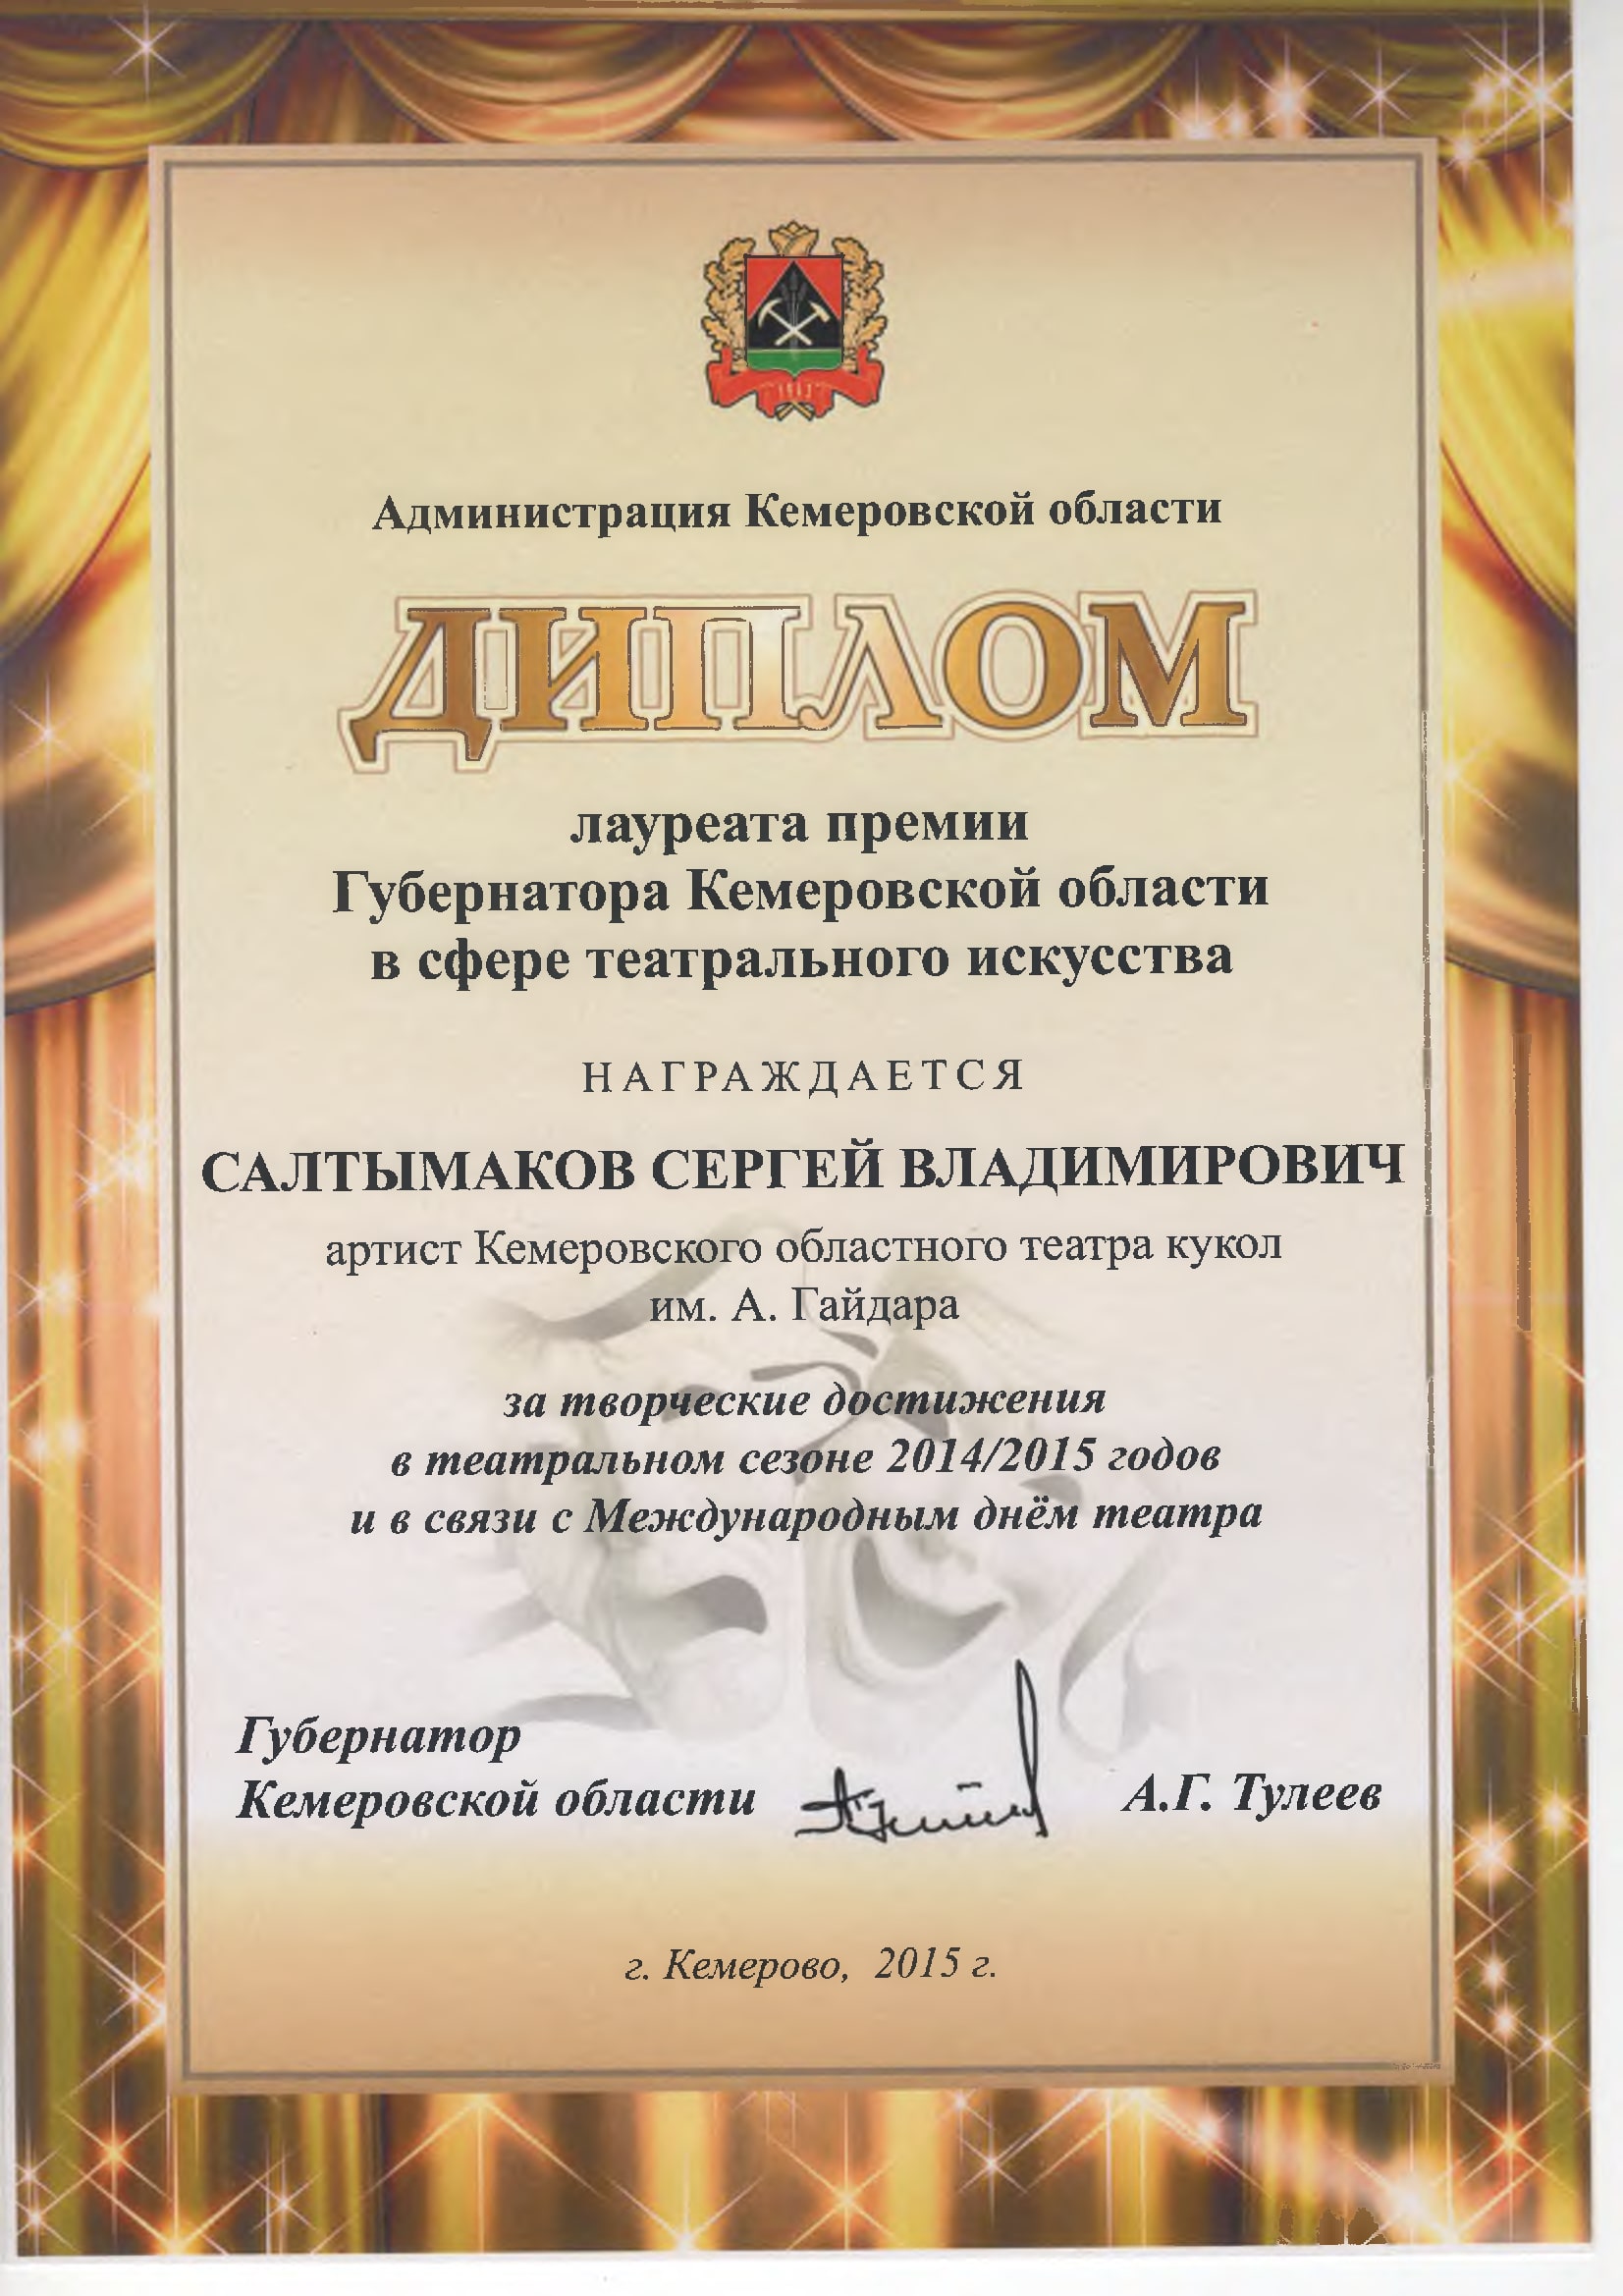 1943
Администрация Кемеровской области
ДИПЛОМ
лауреата премии
Губернатора Кемеровской области
в сфере театрального искусства
НАГРАЖДАЕТСЯ
САЛТЫМАКОВ СЕРГЕЙ ВЛАДИМИРОВИЧ
артист Кемеровского областного театра кукол
им. А. Гайдара
за творческие достижения
в театральном сезоне 2014/2015 годов
и в связи с Международным днём театра
Губернатор
Кемеровской области
А.Г. Тулеев
г. Кемерово, 2015 г.